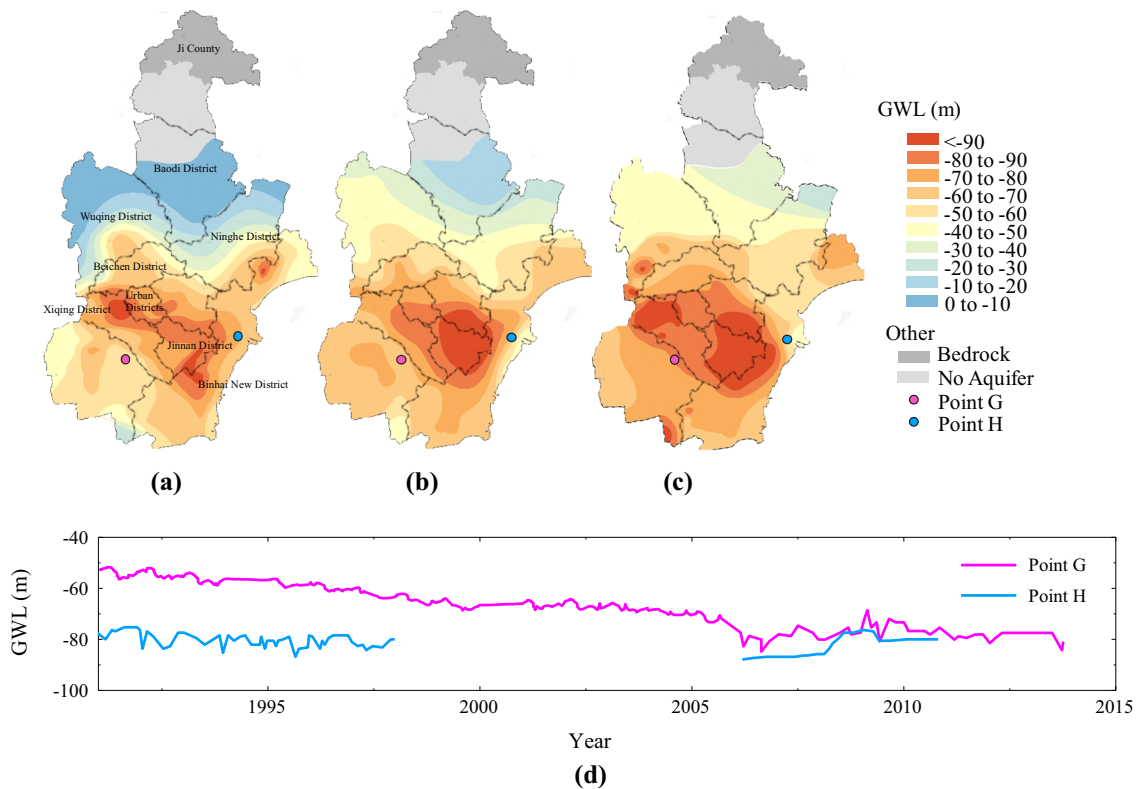 Ji County
Baodi District
Wuqing District
Ninghe District
Beichen District
Urban
Districts
Xiqing District
Jinnan District
Binhai New District
GWL (m)
<-90
-80 to -90
-70 to -80
-60 to -70
-50 to -60
-40 to -50
-30 to -40
-20 to -30
-10 to -20
0 to -10
Other
Bedrock
No Aquifer
Point G
Point H
(a)
(b)
(c)
GWL (m)
-40
-60
-80
-100
Point G
Point H
1995
2000
2005
2010
2015
Year
(d)